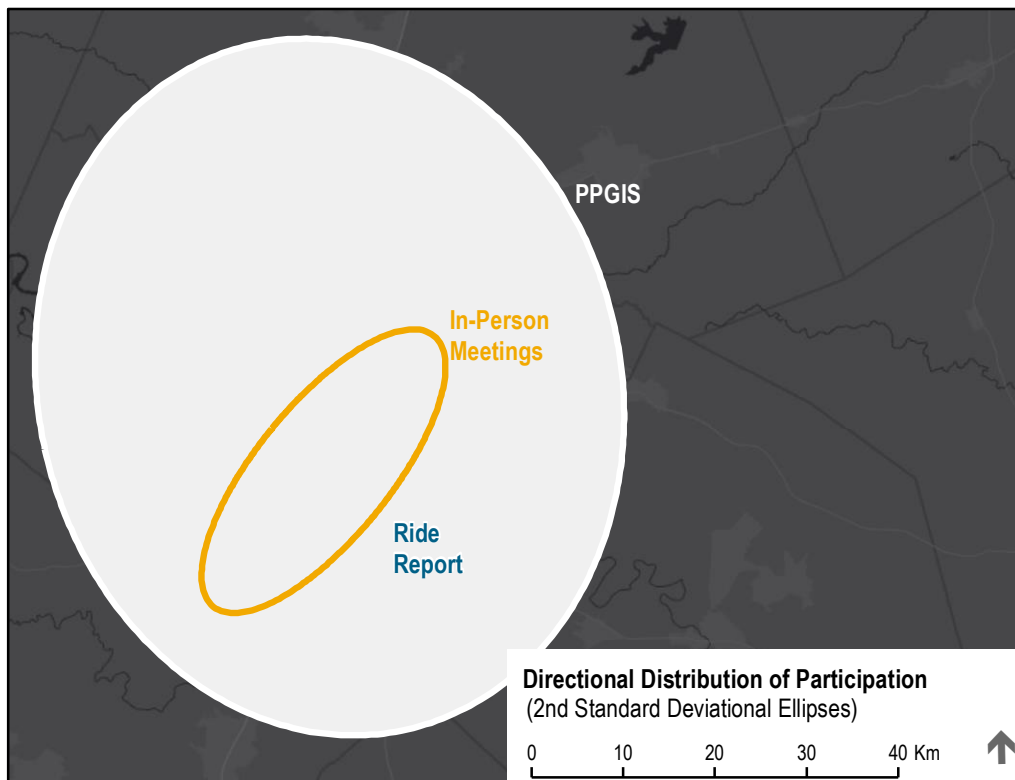 PPGIS
In-Person
Meetings
Ride
Report
Directional Distribution of Participation
(2nd Standard Deviational Ellipses)
0 10 20 30 40 Km